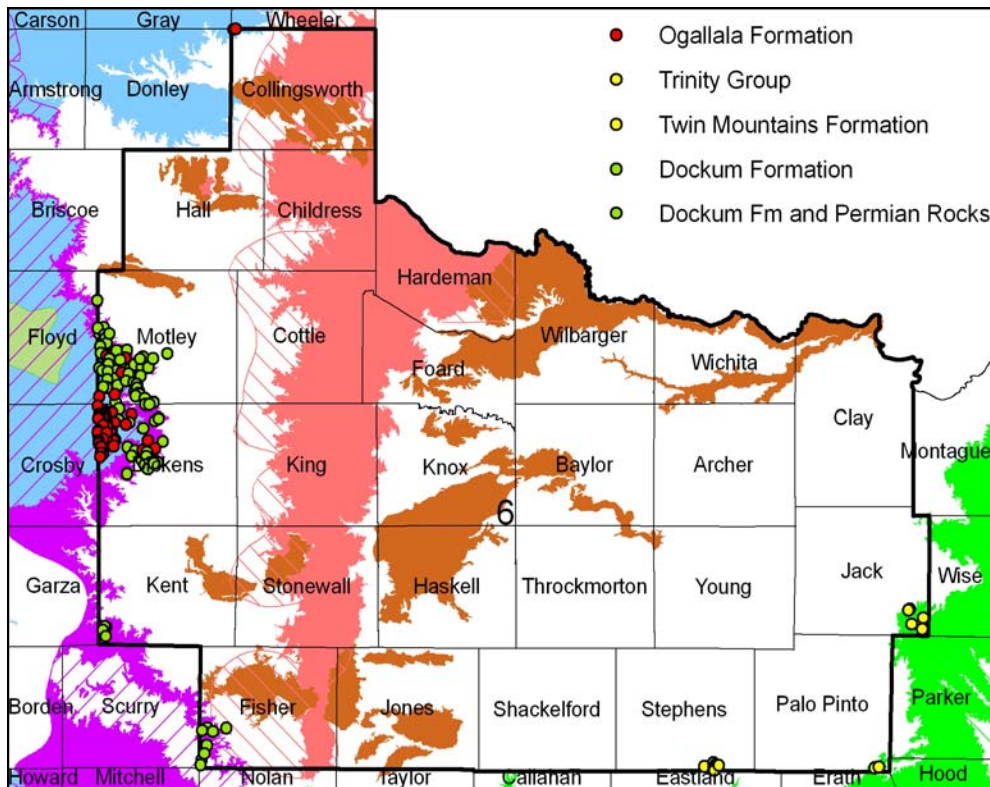 Carson
Gray
Wheeler
Ogallala Formation
Armstrong
Donley
Collingsworth
Trinity Group
Twin Mountains Formation
Dockum Formation
Briscoe
Hall
Childress
Dockum Fm and Permian Rocks
Hardeman
Floyd
Motley
Cottle
Wilbarger
Foard
Wichita
Clay
Crosby
Dickens
King
Knox
Baylor
Archer
Montague
6
Garza
Kent
Stonewall
Haskell
Throckmorton
Young
Jack
Wise
Borden
Scurry
Fisher
Jones
Shackelford
Stephens
Palo Pinto
Parker
Howard
Mitchell
Nolan
Taylor
Callahan
Eastland
Erath
Hood